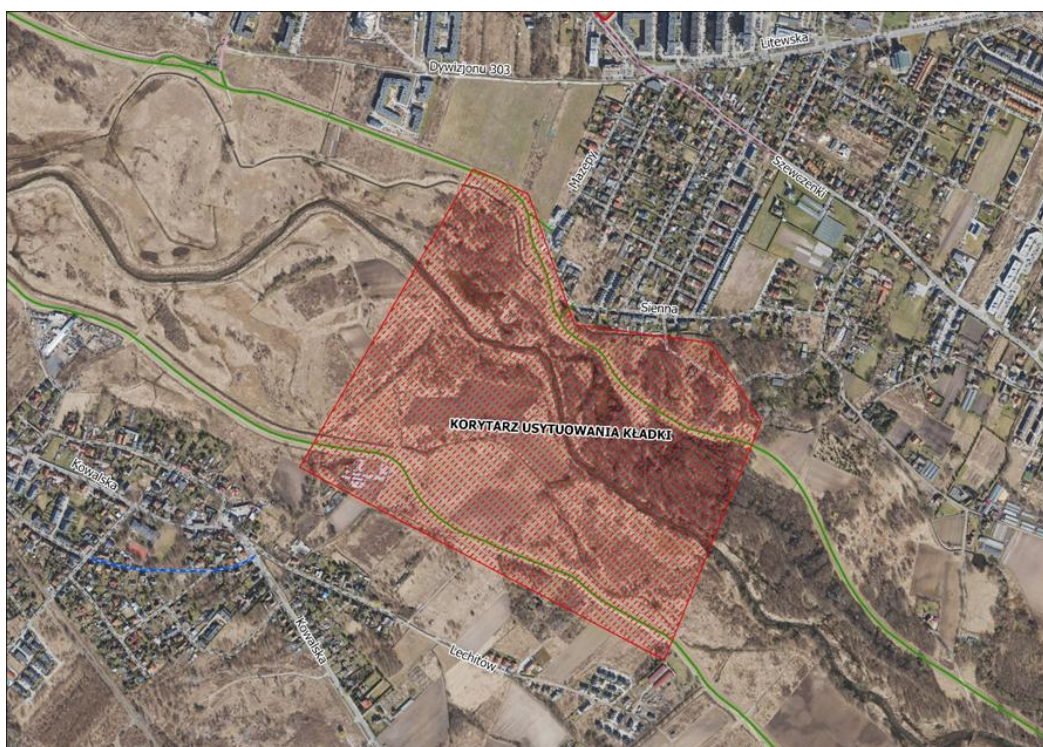 Litewska
Dywizjonu 303
Mazepy
Szewczenki
Sienna
KORYTARZ USYTUOWANIA KŁADKI
Kowalska
Kowalska
Lechitów